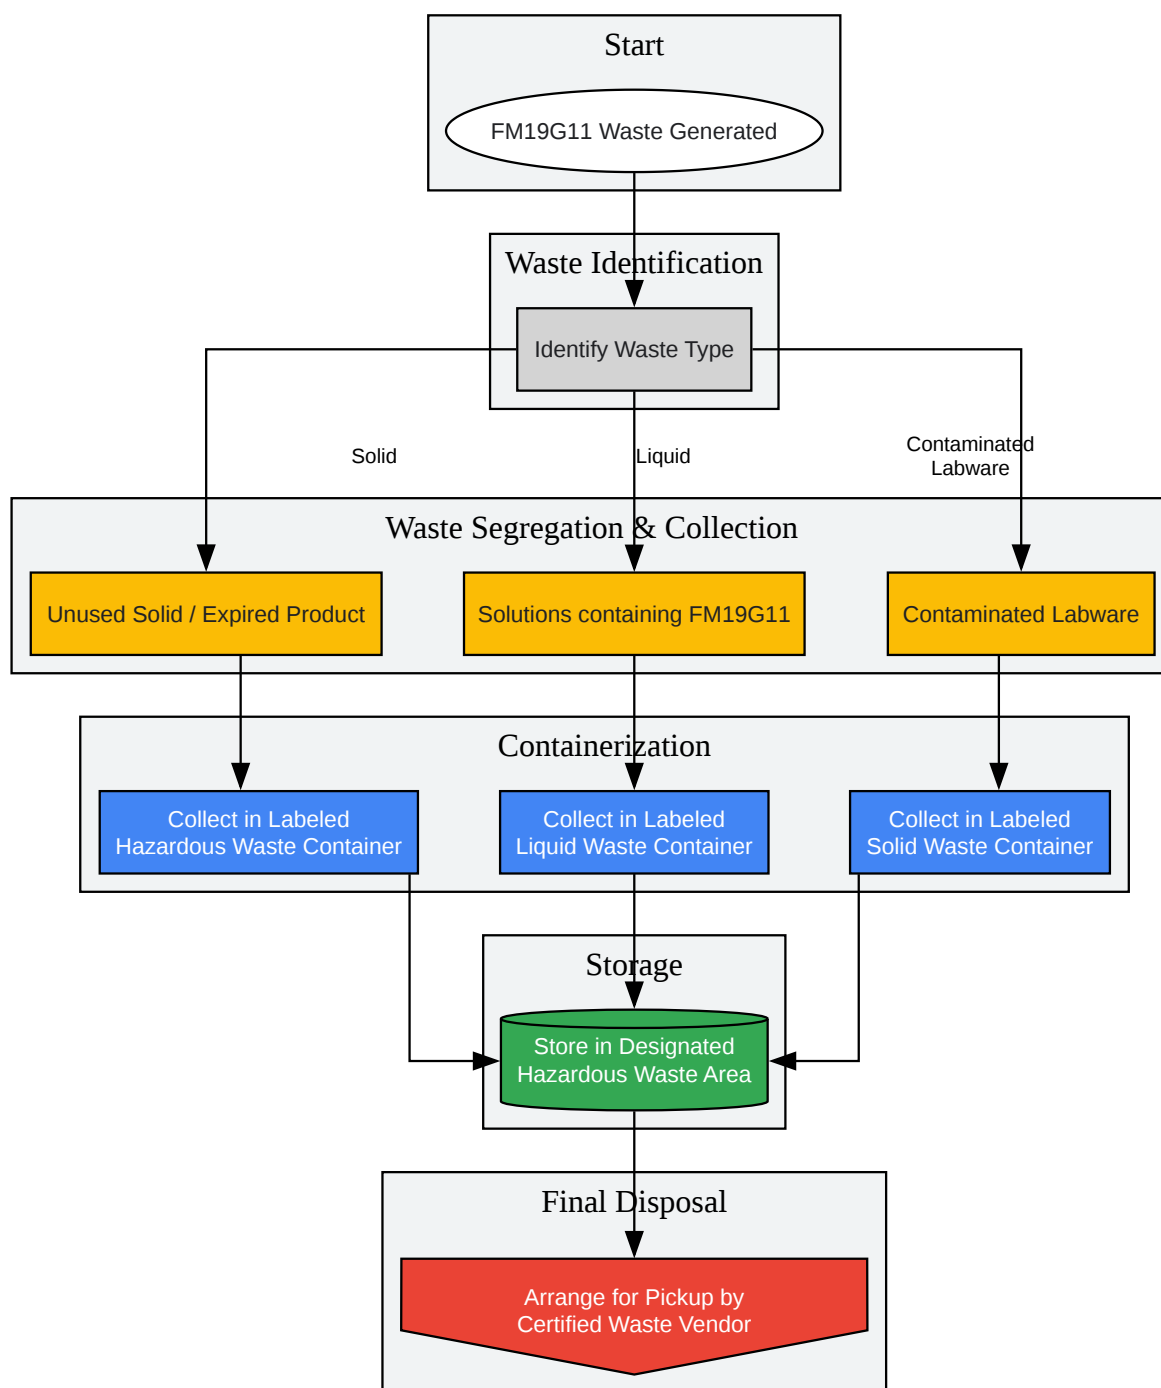 Start
FM19G11 Waste Generated
Waste Identification
Identify Waste Type
Solid
Liquid
Contaminated
Labware
Waste Segregation & Collection
Unused Solid / Expired Product
Solutions containing FM19G11
Contaminated Labware
Containerization
Collect in Labeled
Hazardous Waste Container
Collect in Labeled
Liquid Waste Container
Collect in Labeled
Solid Waste Container
Storage
Store in Designated
Hazardous Waste Area
Final Disposal
Arrange for Pickup by
Certified Waste Vendor